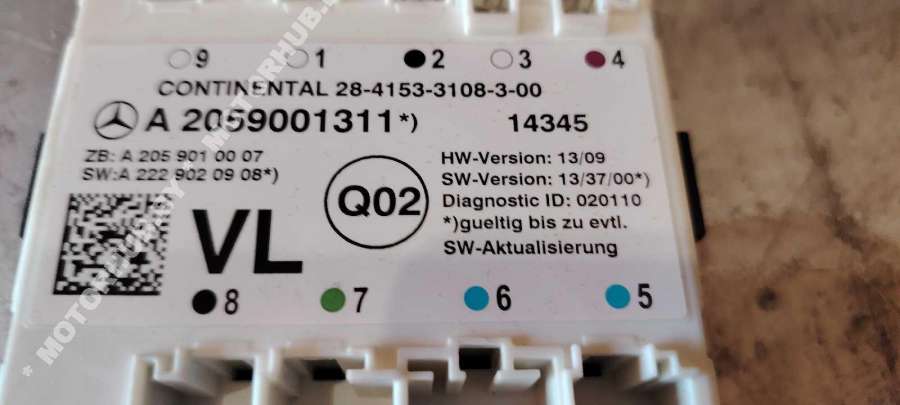 9 1 2 3 4
CONTINENTAL 28-4153-3108-3-00
A 2059001311*) 14345
ZB: A 205 901 00 07
SW:A 222 902 09 08*)
HW-Version: 13/09
SW-Version: 13/37/00*)
Diagnostic ID: 020110
*)gueltig bis zu evtl.
SW-Aktualisierung
Q02
VL
8 7 6 5